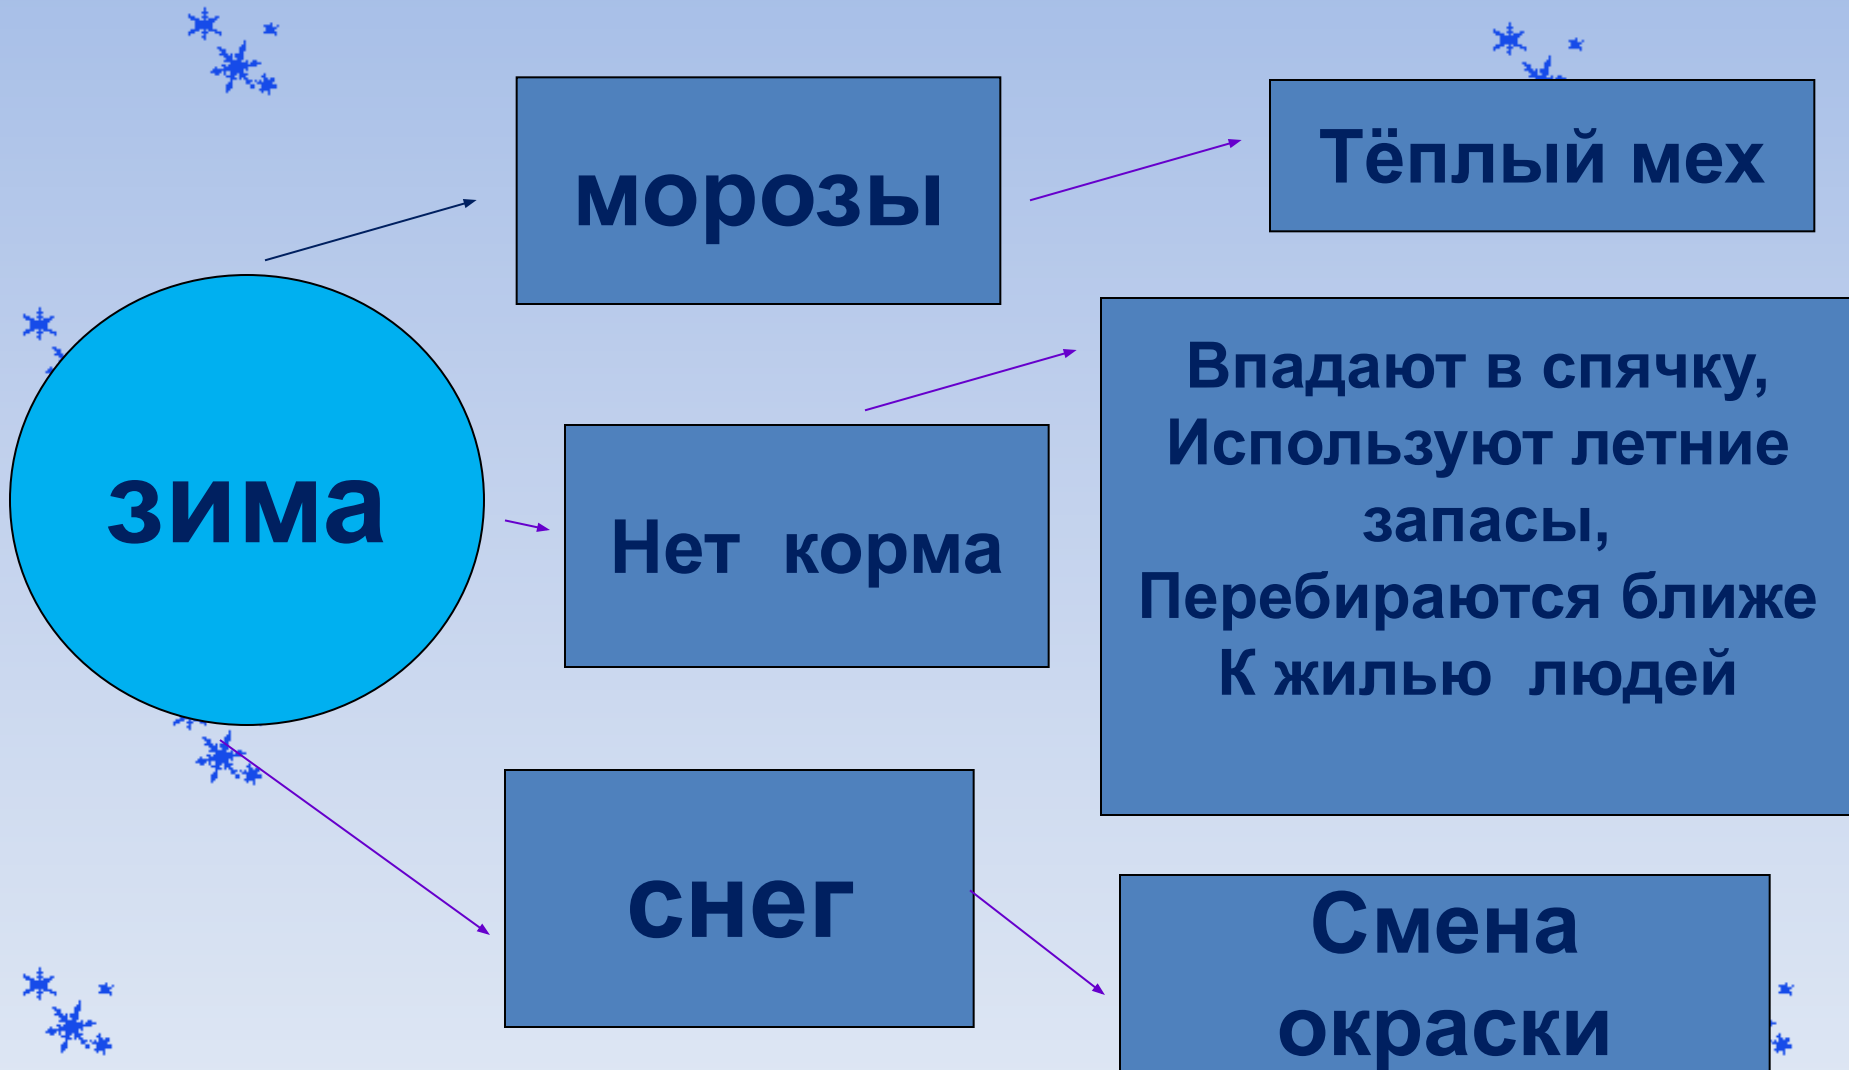 морозы
Тёплый мех
зима
Нет корма
Впадают в спячку,
Используют летние
запасы,
Перебираются ближе
К жилью людей
снег
Смена
окраски